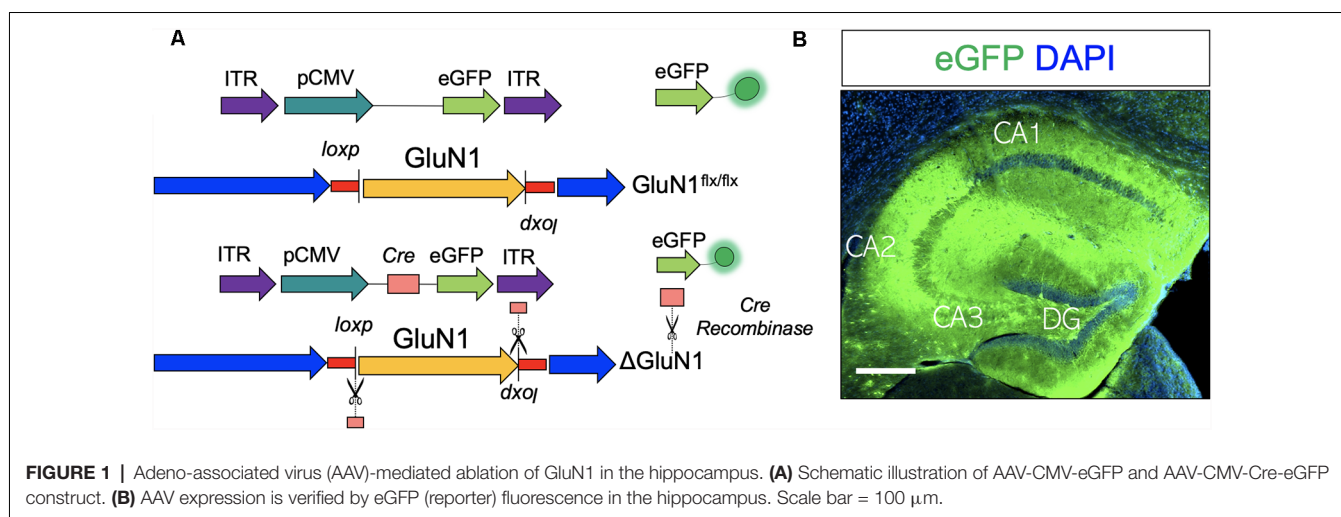 A
ITR pCMV eGFP ITR
eGFP
loxp
GluN1
GluN1flx/flx
loxp
ITR pCMV Cre eGFP ITR
eGFP
Cre
Recombinase
loxp
GluN1
ΔGluN1
loxp
B
eGFP DAPI
CA1
CA2
CA3
DG
FIGURE 1 | Adeno-associated virus (AAV)-mediated ablation of GluN1 in the hippocampus. (A) Schematic illustration of AAV-CMV-eGFP and AAV-CMV-Cre-eGFP
construct. (B) AAV expression is verified by eGFP (reporter) fluorescence in the hippocampus. Scale bar = 100 μm.